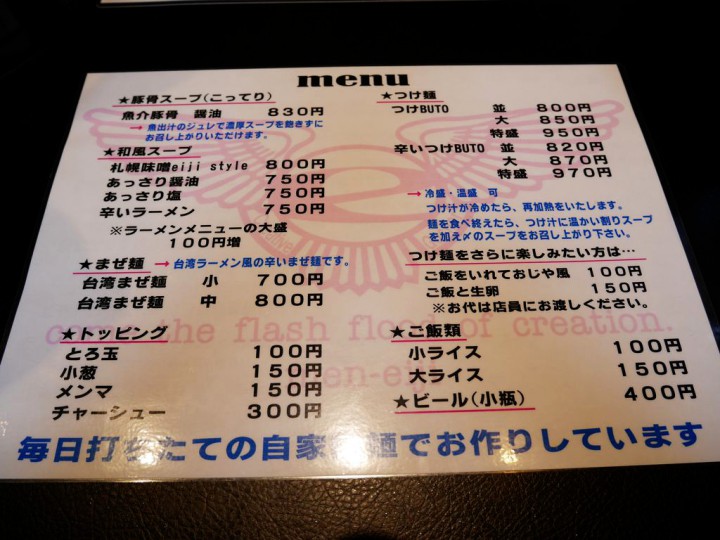 menu
★豚骨スープ(こってり)
魚介豚骨 醤油 830円
→ 魚出汁のジュレで濃厚スープを飽きずに
お召し上がりいただけます。
★和風スープ
札幌味噌eiji style 800円
あっさり醤油 750円
あっさり塩 750円
辛いラーメン 750円
※ラーメンメニューの大盛
100円増
★まぜ麺 → 台湾ラーメン風の辛いまぜ麺です。
台湾まぜ麺 小 700円
台湾まぜ麺 中 800円
★トッピング
とろ玉 100円
小葱 150円
メンマ 150円
チャーシュー 300円
★つけ麺
つけBUTO 並 800円
大 850円
特盛 950円
辛いつけBUTO 並 820円
大 870円
特盛 970円
→ 冷盛・温盛 可
つけ汁が冷めたら、再加熱をいたします。
麺を食べ終えたら、つけ汁に温かい割りスープ
を加え〆のスープをお召し上がり下さい。
つけ麺をさらに楽しみたい方は…
ご飯をいれておじや風 100円
ご飯と生卵 150円
※お代は店員にお渡しください。
★ご飯類
小ライス 100円
大ライス 150円
★ビール(小瓶) 400円
the flash flood of creation.
毎日打ちたての自家製麺でお作りしています